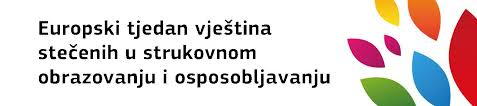 Europski tjedan vještina
stečenih u strukovnom
obrazovanju i osposobljavanju